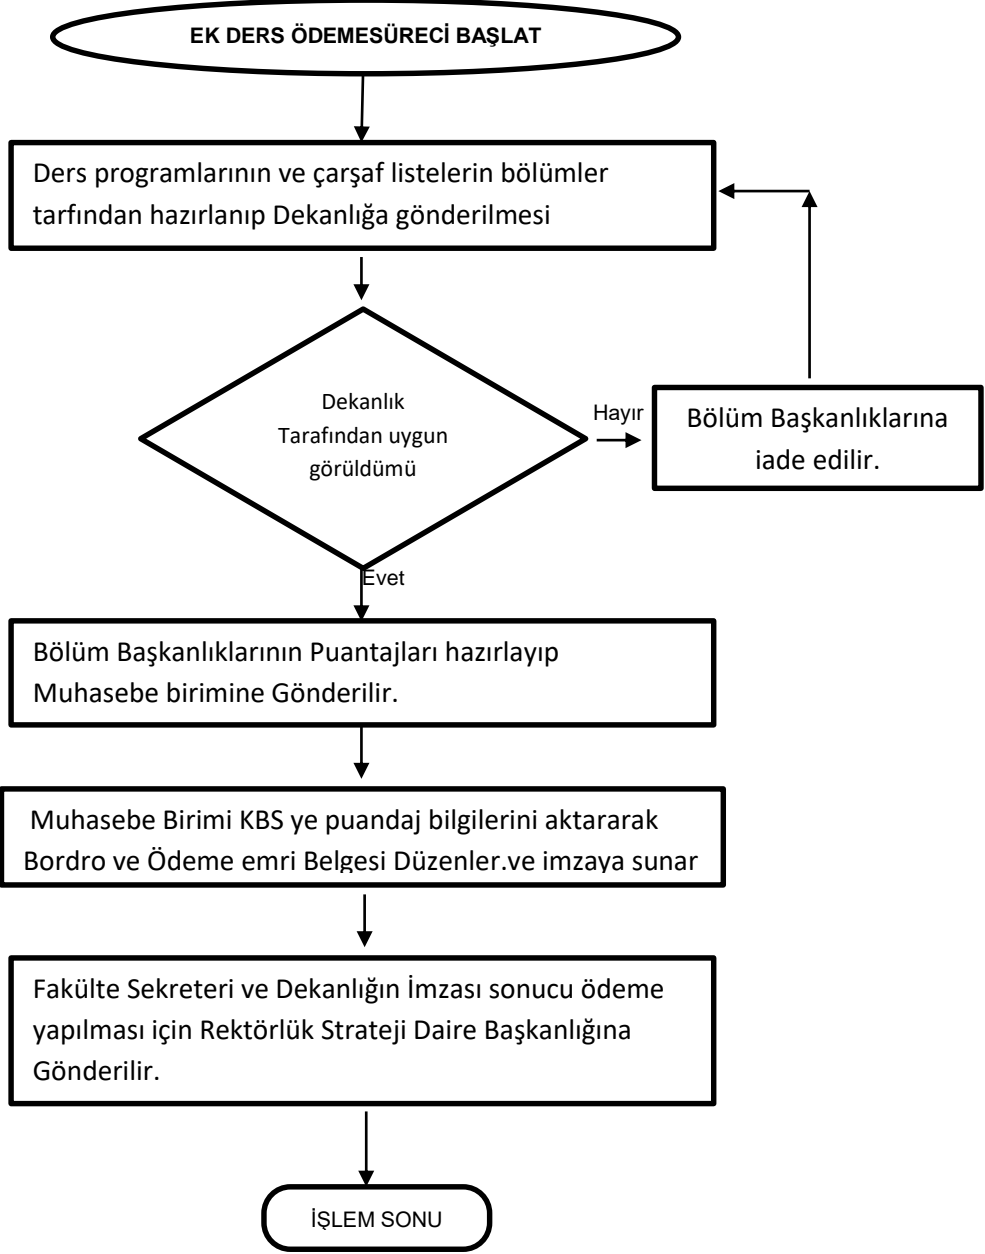 EK DERS ÖDEMESÜRECİ BAŞLAT
Ders programlarının ve çarşaf listelerin bölümler
tarfından hazırlanıp Dekanlığa gönderilmesi
Dekanlık
Tarafından uygun
görüldümü
Hayır
Bölüm Başkanlıklarına
iade edilir.
Evet
Bölüm Başkanlıklarının Puantajları hazırlayıp
Muhasebe birimine Gönderilir.
Muhasebe Birimi KBS ye puandaj bilgilerini aktararak
Bordro ve Ödeme emri Belgesi Düzenler.ve imzaya sunar
Fakülte Sekreteri ve Dekanlığın İmzası sonucu ödeme
yapılması için Rektörlük Strateji Daire Başkanlığına
Gönderilir.
İŞLEM SONU